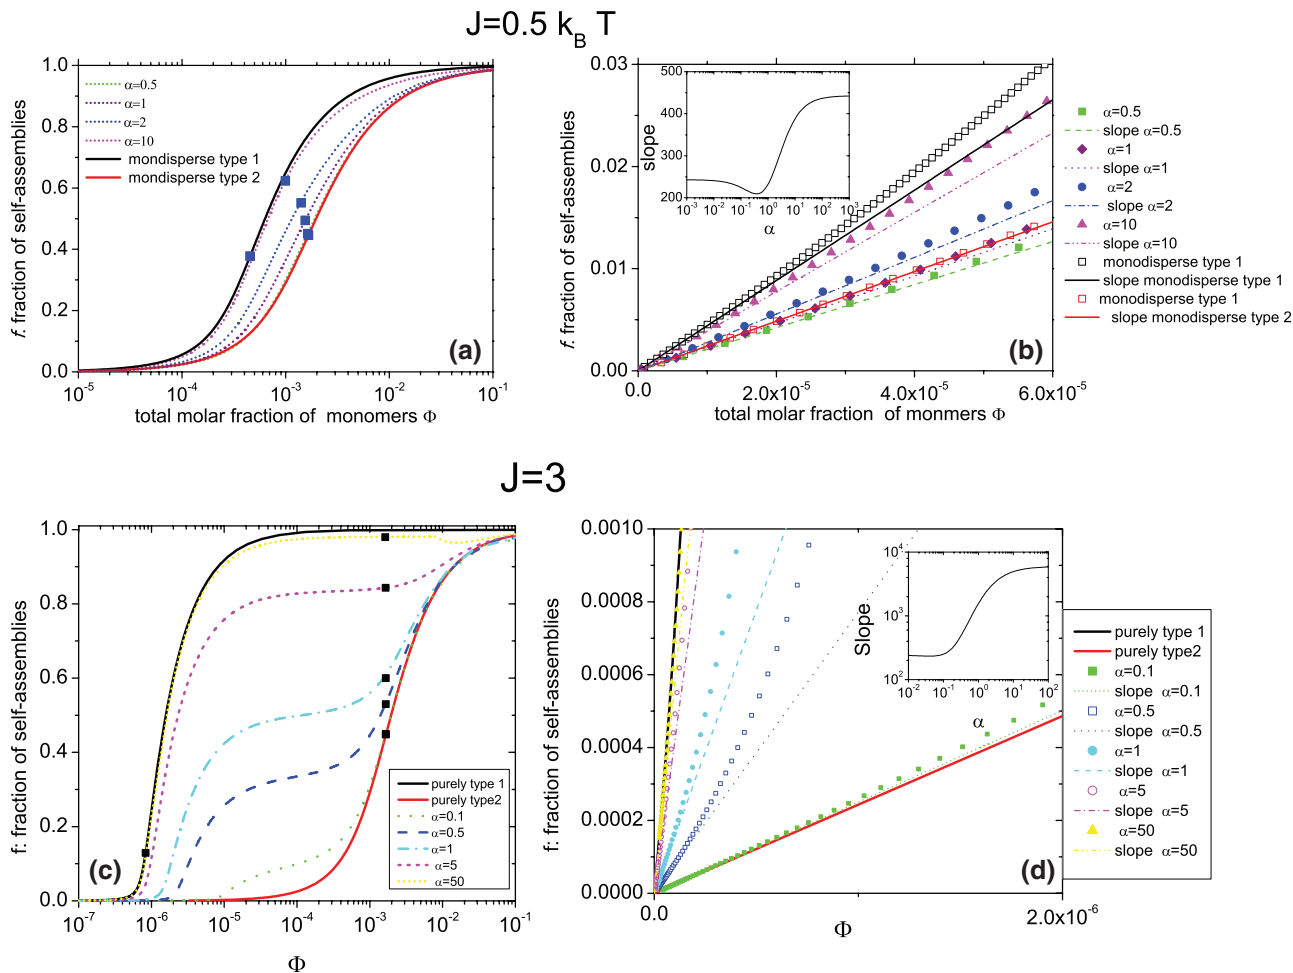 J=0.5 k_B T
1.0
0.8
0.6
0.4
0.2
0.0
f. fraction of self-assemblies
α=0.5
α=1
α=2
α=10
mondisperse type 1
mondisperse type 2
(a)
10^-5
10^-4
10^-3
10^-2
10^-1
total molar fraction of monomers Φ
0.03
0.02
0.01
0.00
f. fraction of self-assemblies
500
400
300
200
slope
10^-3
10^-2
10^-1
10^0
10^1
10^2
10^3
α
(b)
0.0
2.0x10^-5
4.0x10^-5
6.0x10^-5
total molar fraction of monmers Φ
α=0.5
slope α=0.5
α=1
slope α=1
α=2
slope α=2
α=10
slope α=10
monodisperse type 1
slope monodisperse type 1
monodisperse type 1
slope monodisperse type 2
J=3
1.0
0.8
0.6
0.4
0.2
0.0
f: fraction of self-assemblies
purely type 1
purely type2
α=0.1
α=0.5
α=1
α=5
α=50
(c)
10^-7
10^-6
10^-5
10^-4
10^-3
10^-2
10^-1
Φ
0.0010
0.0008
0.0006
0.0004
0.0002
0.0000
f: fraction of self-assemblies
10^4
10^3
10^2
Slope
10^-2
10^-1
10^0
10^1
10^2
α
(d)
0.0
2.0x10^-6
Φ
purely type 1
purely type2
α=0.1
slope α=0.1
α=0.5
slope α=0.5
α=1
slope α=1
α=5
slope α=5
α=50
slope α=50